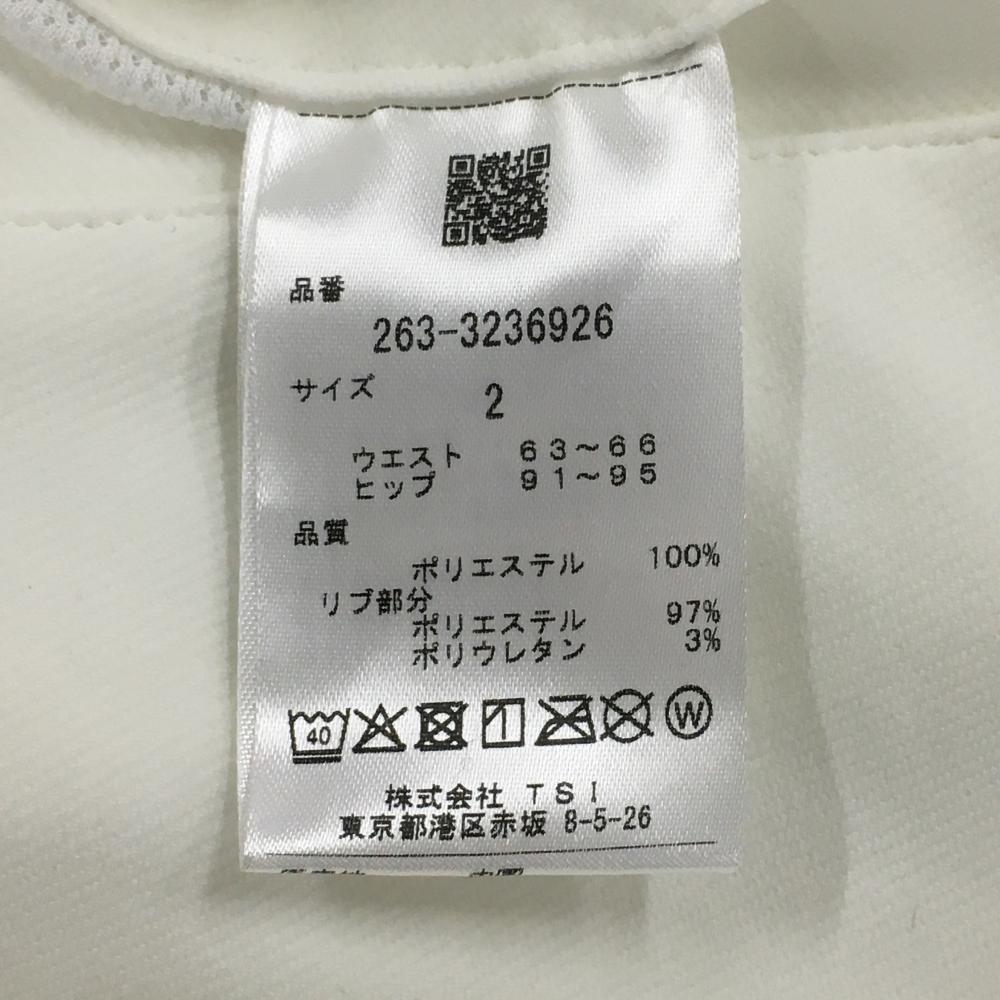 品番
263-3236926
サイズ 2
ウエスト 63～66
ヒップ 91～95
品質
ポリエステル 100%
リブ部分
ポリエステル 97%
ポリウレタン 3%
40 W
株式会社 TSI
東京都港区赤坂 8-5-26